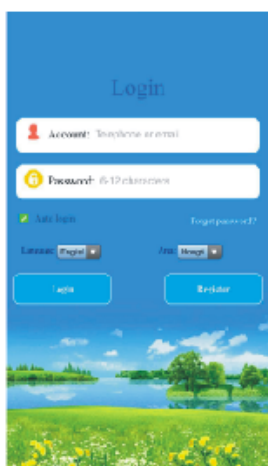 Login
Account: Telephone or email
Password: 6-12 characters
Auto login Forget password?
Language: English Area:
Login Register